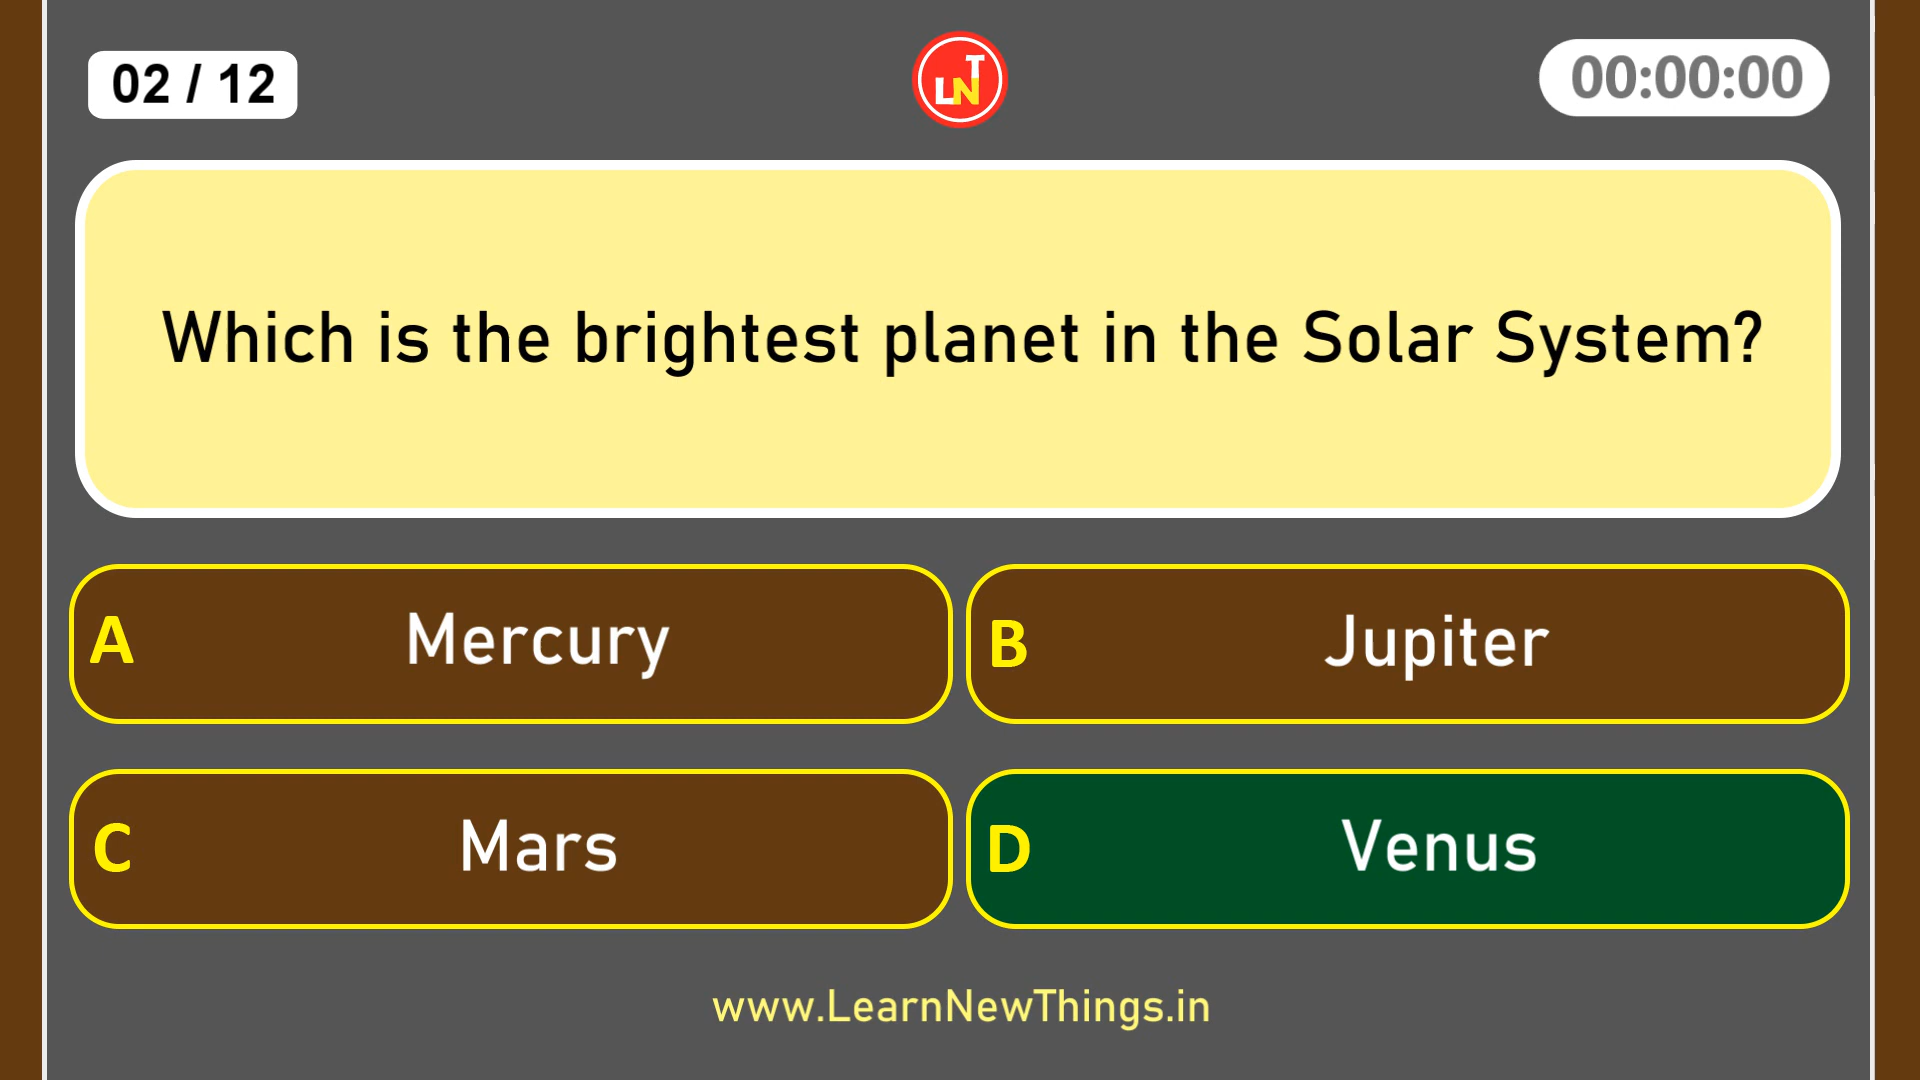 02 / 12
LNT
00:00:00
Which is the brightest planet in the Solar System?
A Mercury
B Jupiter
C Mars
D Venus
www.LearnNewThings.in